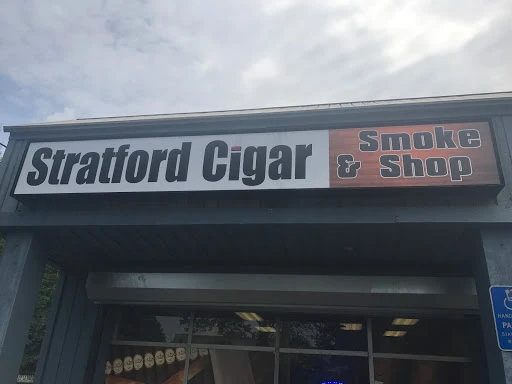 Stratford Cigar
Smoke
& Shop